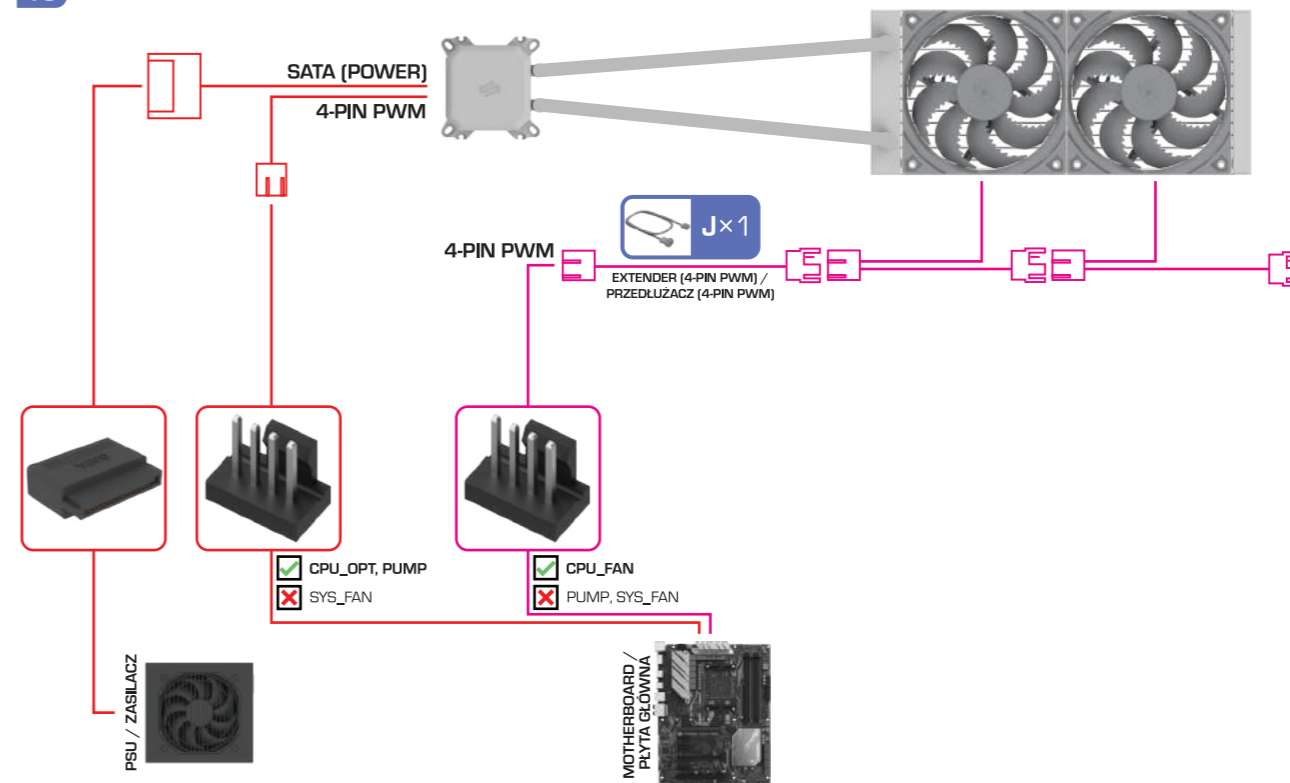 SATA (POWER)
4-PIN PWM
J×1
4-PIN PWM
EXTENDER (4-PIN PWM) /
PRZEDŁUŻACZ (4-PIN PWM)
CPU_OPT, PUMP
SYS_FAN
CPU_FAN
PUMP, SYS_FAN
PSU / ZASILACZ
MOTHERBOARD /
PŁYTA GŁÓWNA